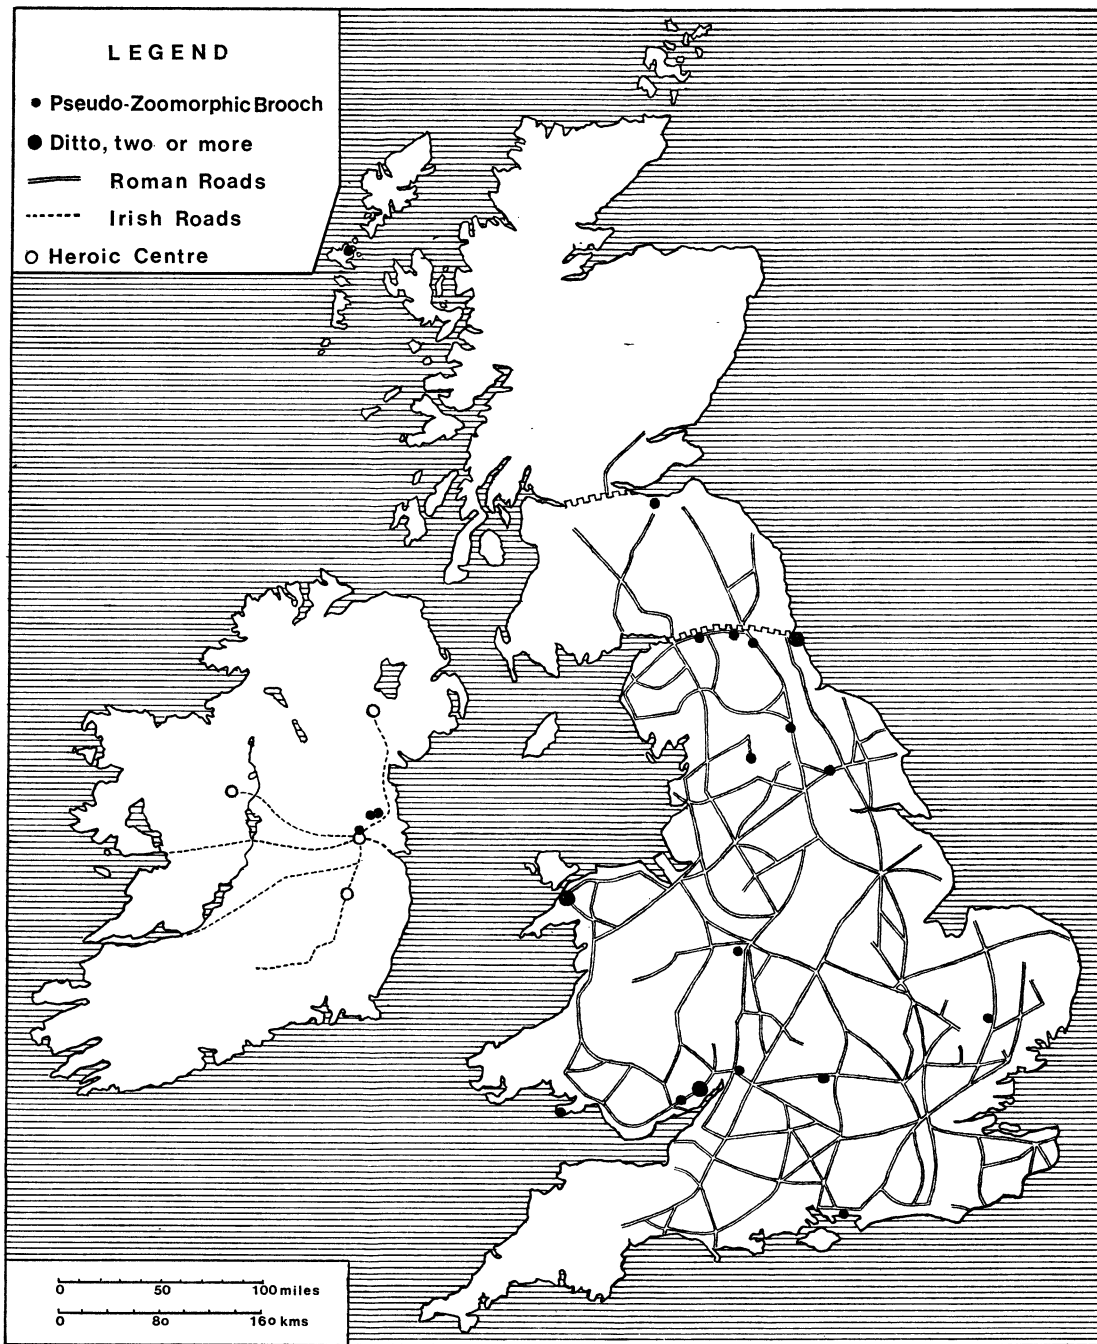 LEGEND
Pseudo-Zoomorphic Brooch
Ditto, two or more
Roman Roads
Irish Roads
Heroic Centre
0 50 100 miles
0 80 160 kms